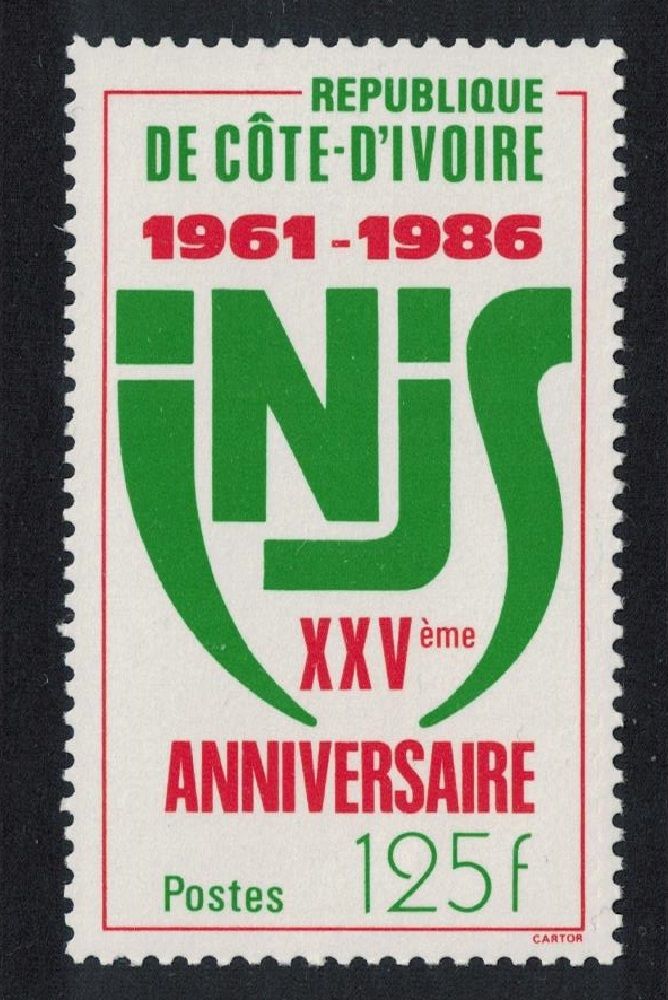 REPUBLIQUE
DE CÔTE-D'IVOIRE
1961-1986
iNjS
XXVème
ANNIVERSAIRE
Postes 125f
CARTOR